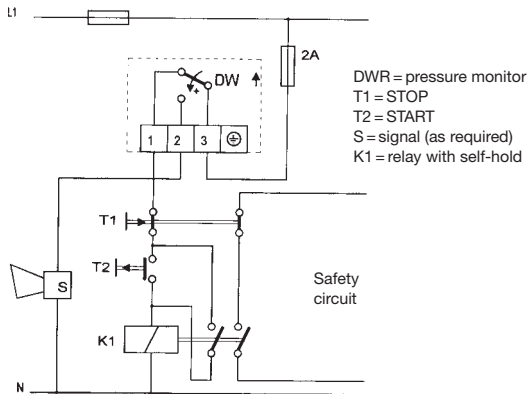 L1
2A
DW
+
1 2 3
DWR = pressure monitor
T1 = STOP
T2 = START
S = signal (as required)
K1 = relay with self-hold
T1
T2
S
Safety
circuit
K1
N